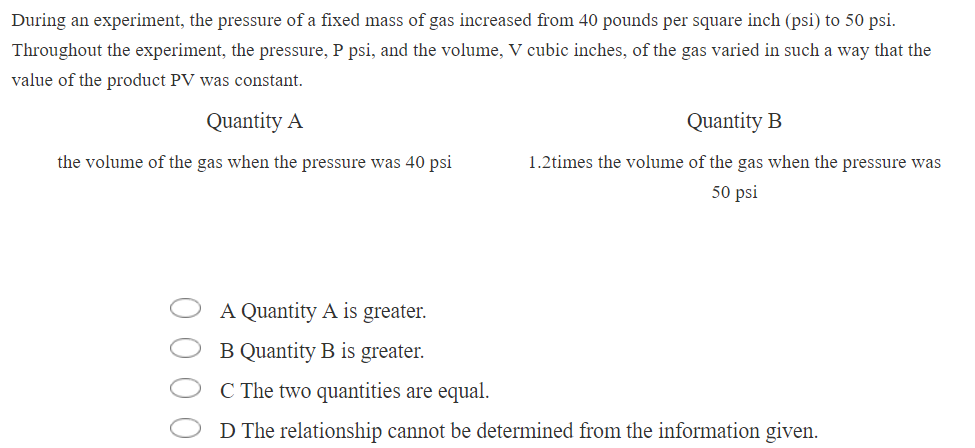 During an experiment, the pressure of a fixed mass of gas increased from 40 pounds per square inch (psi) to 50 psi.
Throughout the experiment, the pressure, P psi, and the volume, V cubic inches, of the gas varied in such a way that the
value of the product PV was constant.
Quantity A
the volume of the gas when the pressure was 40 psi
Quantity B
1.2times the volume of the gas when the pressure was
50 psi
A Quantity A is greater.
B Quantity B is greater.
C The two quantities are equal.
D The relationship cannot be determined from the information given.